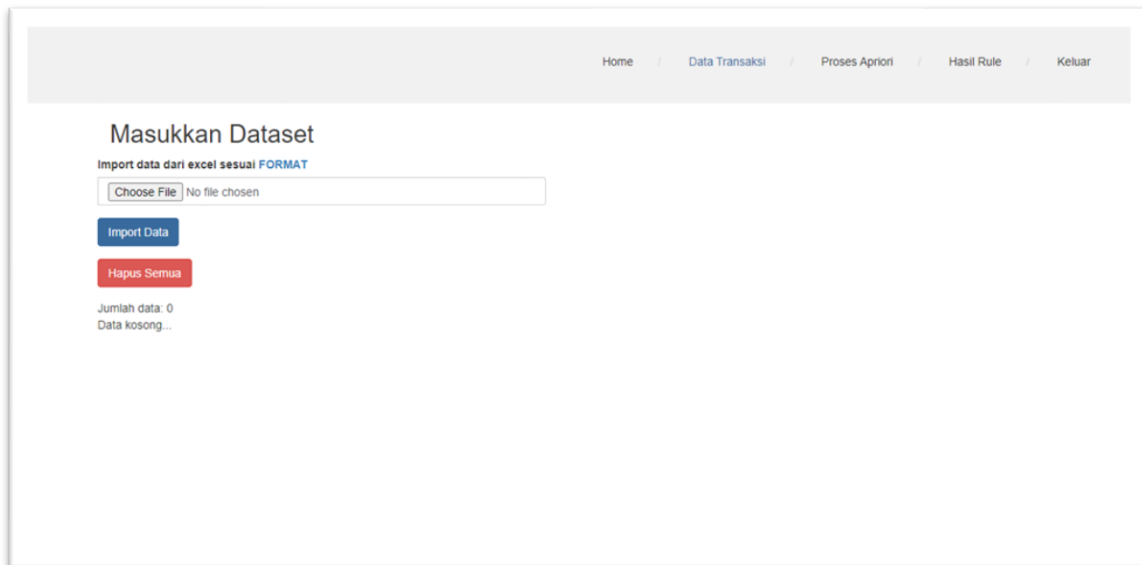 Home / Data Transaksi / Proses Apriori / Hasil Rule / Keluar
Masukkan Dataset
Import data dari excel sesuai FORMAT
Choose File No file chosen
Import Data
Hapus Semua
Jumlah data: 0
Data kosong...